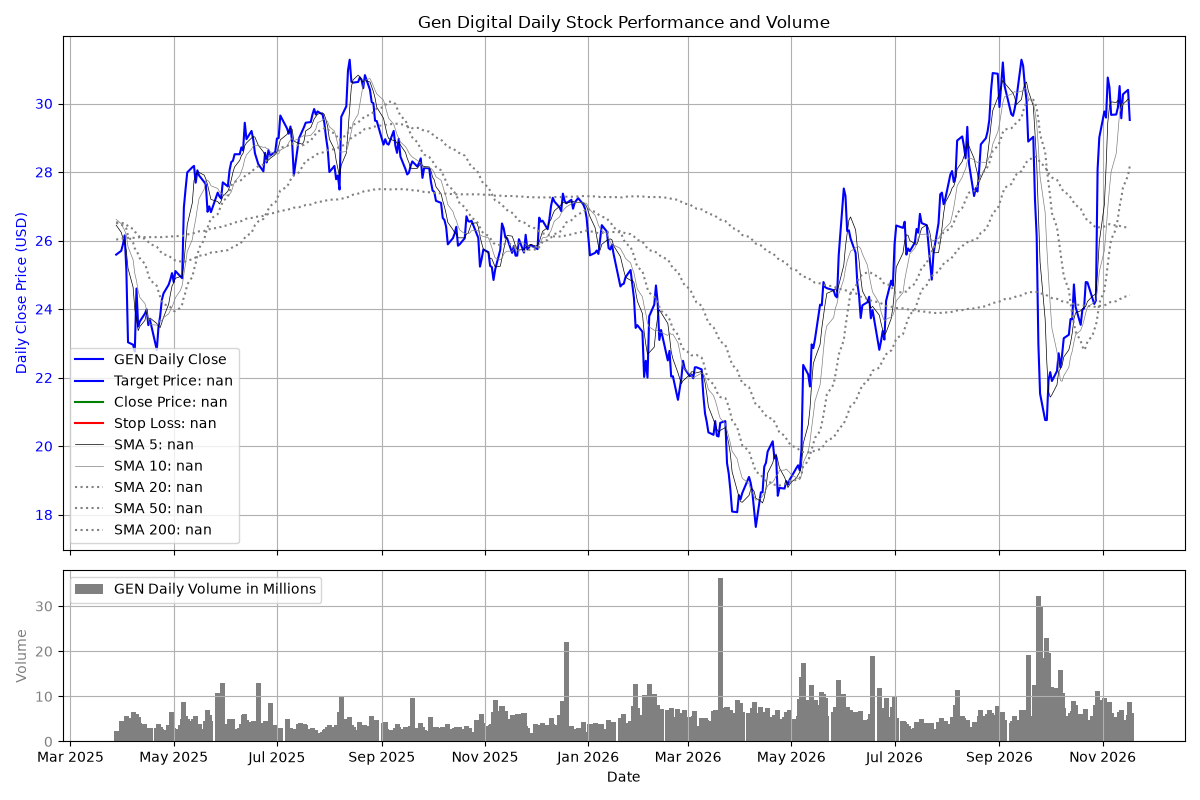 Gen Digital Daily Stock Performance and Volume
Daily Close Price (USD)
30
28
26
24
22
20
18
GEN Daily Close
Target Price: nan
Close Price: nan
Stop Loss: nan
SMA 5: nan
SMA 10: nan
SMA 20: nan
SMA 50: nan
SMA 200: nan
Volume
30
20
10
0
GEN Daily Volume in Millions
Mar 2025 May 2025 Jul 2025 Sep 2025 Nov 2025 Jan 2026 Mar 2026 May 2026 Jul 2026 Sep 2026 Nov 2026
Date